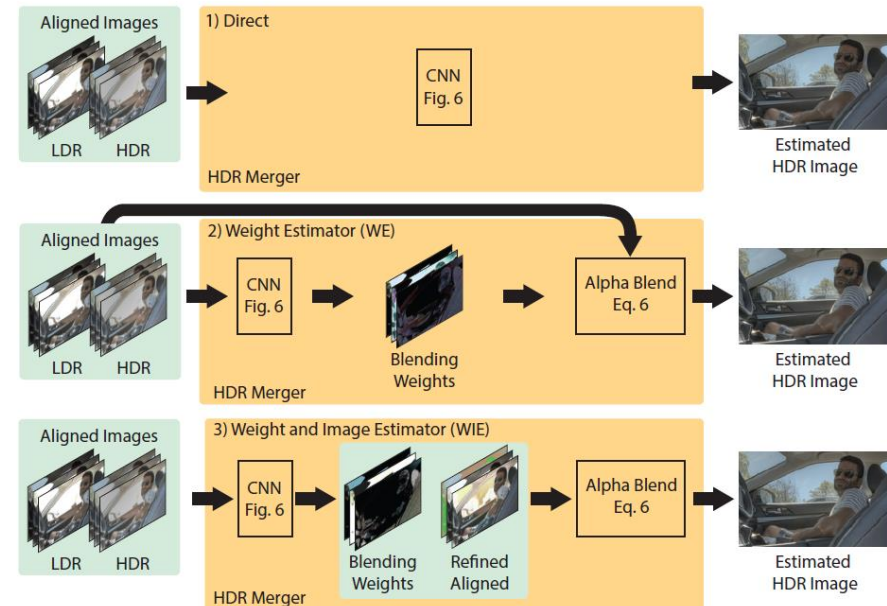 Aligned Images
LDR HDR
1) Direct
CNN
Fig. 6
HDR Merger
Estimated
HDR Image
Aligned Images
LDR HDR
2) Weight Estimator (WE)
CNN
Fig. 6
Blending
Weights
Alpha Blend
Eq. 6
HDR Merger
Estimated
HDR Image
Aligned Images
LDR HDR
3) Weight and Image Estimator (WIE)
CNN
Fig. 6
Blending
Weights
Refined
Aligned
Alpha Blend
Eq. 6
HDR Merger
Estimated
HDR Image